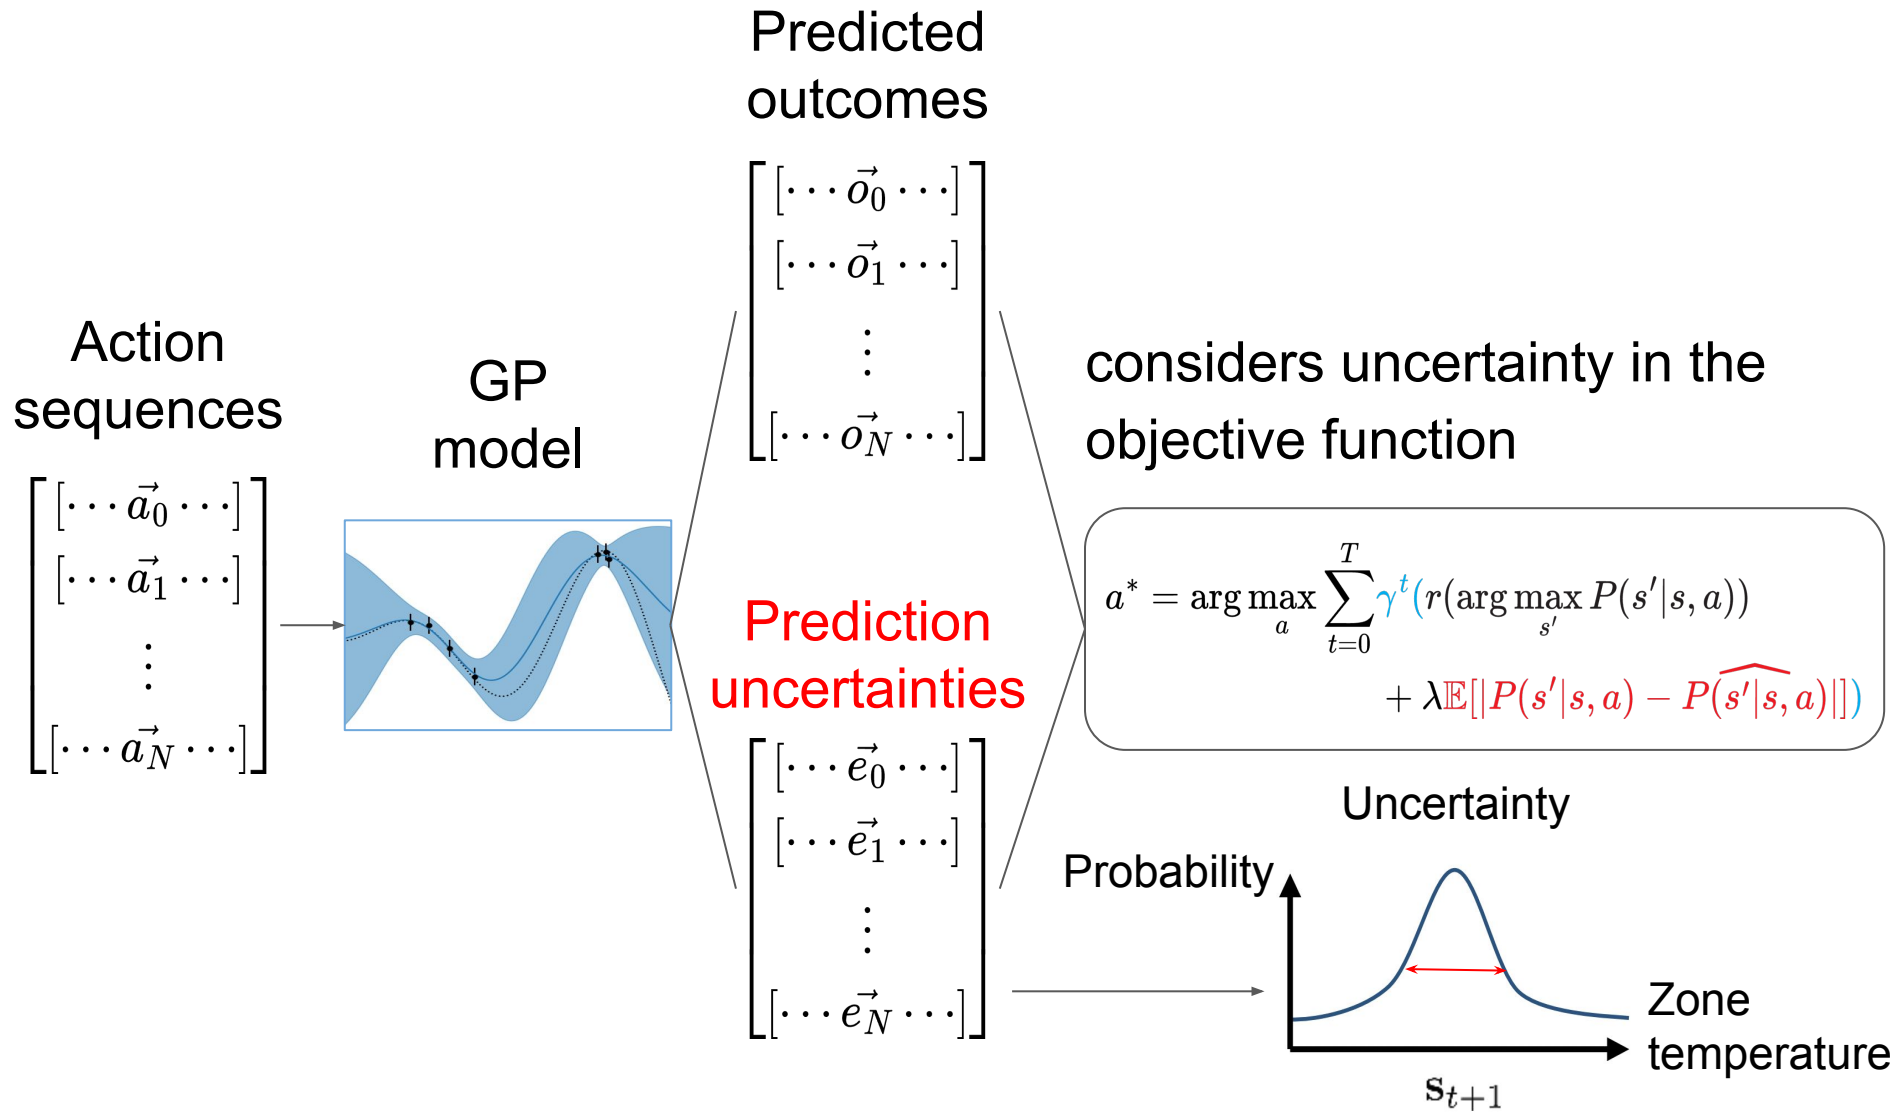 Predicted
outcomes
[··· o⃗₀ ···]
[··· o⃗₁ ···]
⋮
[··· o⃗_N ···]
Action
sequences
[··· a⃗₀ ···]
[··· a⃗₁ ···]
⋮
[··· a⃗_N ···]
GP
model
Prediction
uncertainties
[··· e⃗₀ ···]
[··· e⃗₁ ···]
⋮
[··· e⃗_N ···]
considers uncertainty in the
objective function
a* = arg max_a ∑_{t=0}^{T} γ^t(r(arg max_{s′} P(s′|s, a))
+ λ𝔼[|P(s′|s, a) − \widehat{P(s′|s, a)}|])
Uncertainty
Probability
Zone
temperature
s_{t+1}